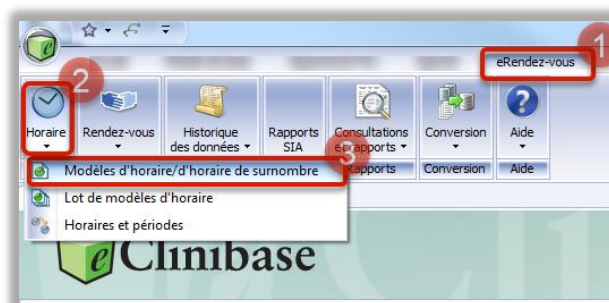 1
eRendez-vous
2
Horaire
Rendez-vous
Historique
des données
Rapports
SIA
Consultations
et rapports
Conversion
Aide
3
Modèles d'horaire/d'horaire de surnombre
Rapports
Conversion
Aide
Lot de modèles d'horaire
Horaires et périodes
eClinibase